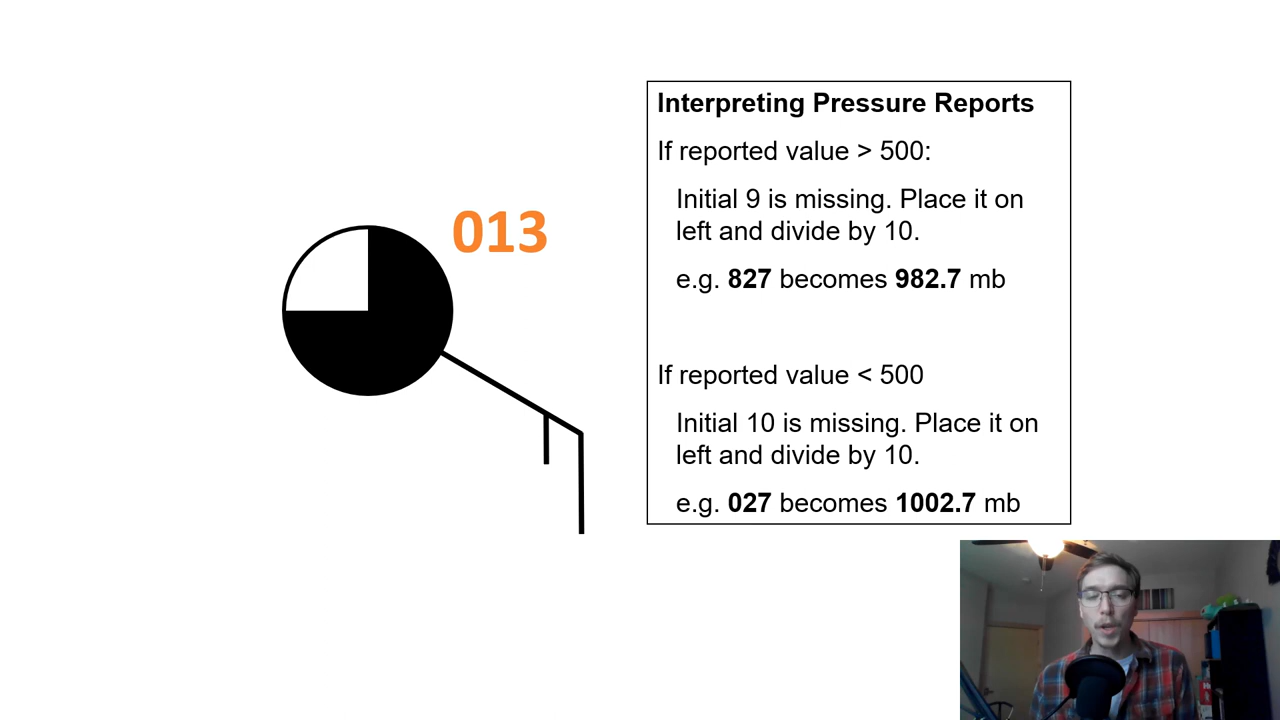 013
Interpreting Pressure Reports
If reported value > 500:
Initial 9 is missing. Place it on
left and divide by 10.
e.g. 827 becomes 982.7 mb
If reported value < 500
Initial 10 is missing. Place it on
left and divide by 10.
e.g. 027 becomes 1002.7 mb